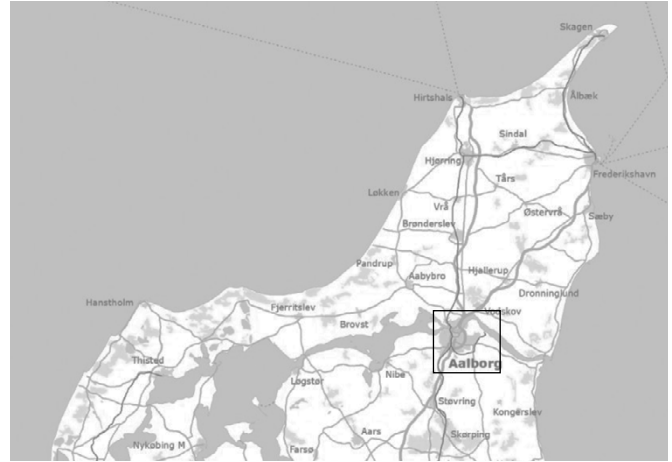 Skagen
Ålbæk
Hirtshals
Sindal
Hjørring
Frederikshavn
Tårs
Løkken
Vrå
Østervrå
Sæby
Brønderslev
Pandrup
Hjallerup
Aabybro
Dronninglund
Hanstholm
Fjerritslev
Vodskov
Brovst
Thisted
Aalborg
Nibe
Løgstør
Støvring
Kongerslev
Aars
Skørping
Nykøbing M
Farsø